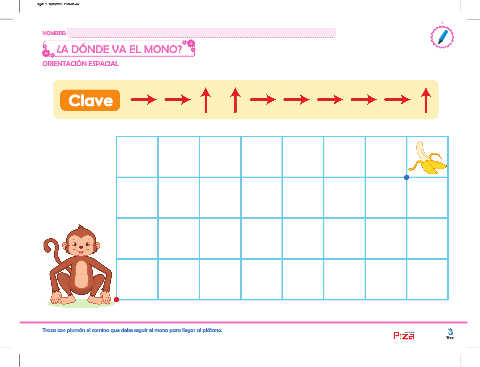 NOMBRE:
¿A DÓNDE VA EL MONO?
ORIENTACIÓN ESPACIAL
Clave
Traza con plumón el camino que debe seguir el mono para llegar al plátano.
Pizá
3